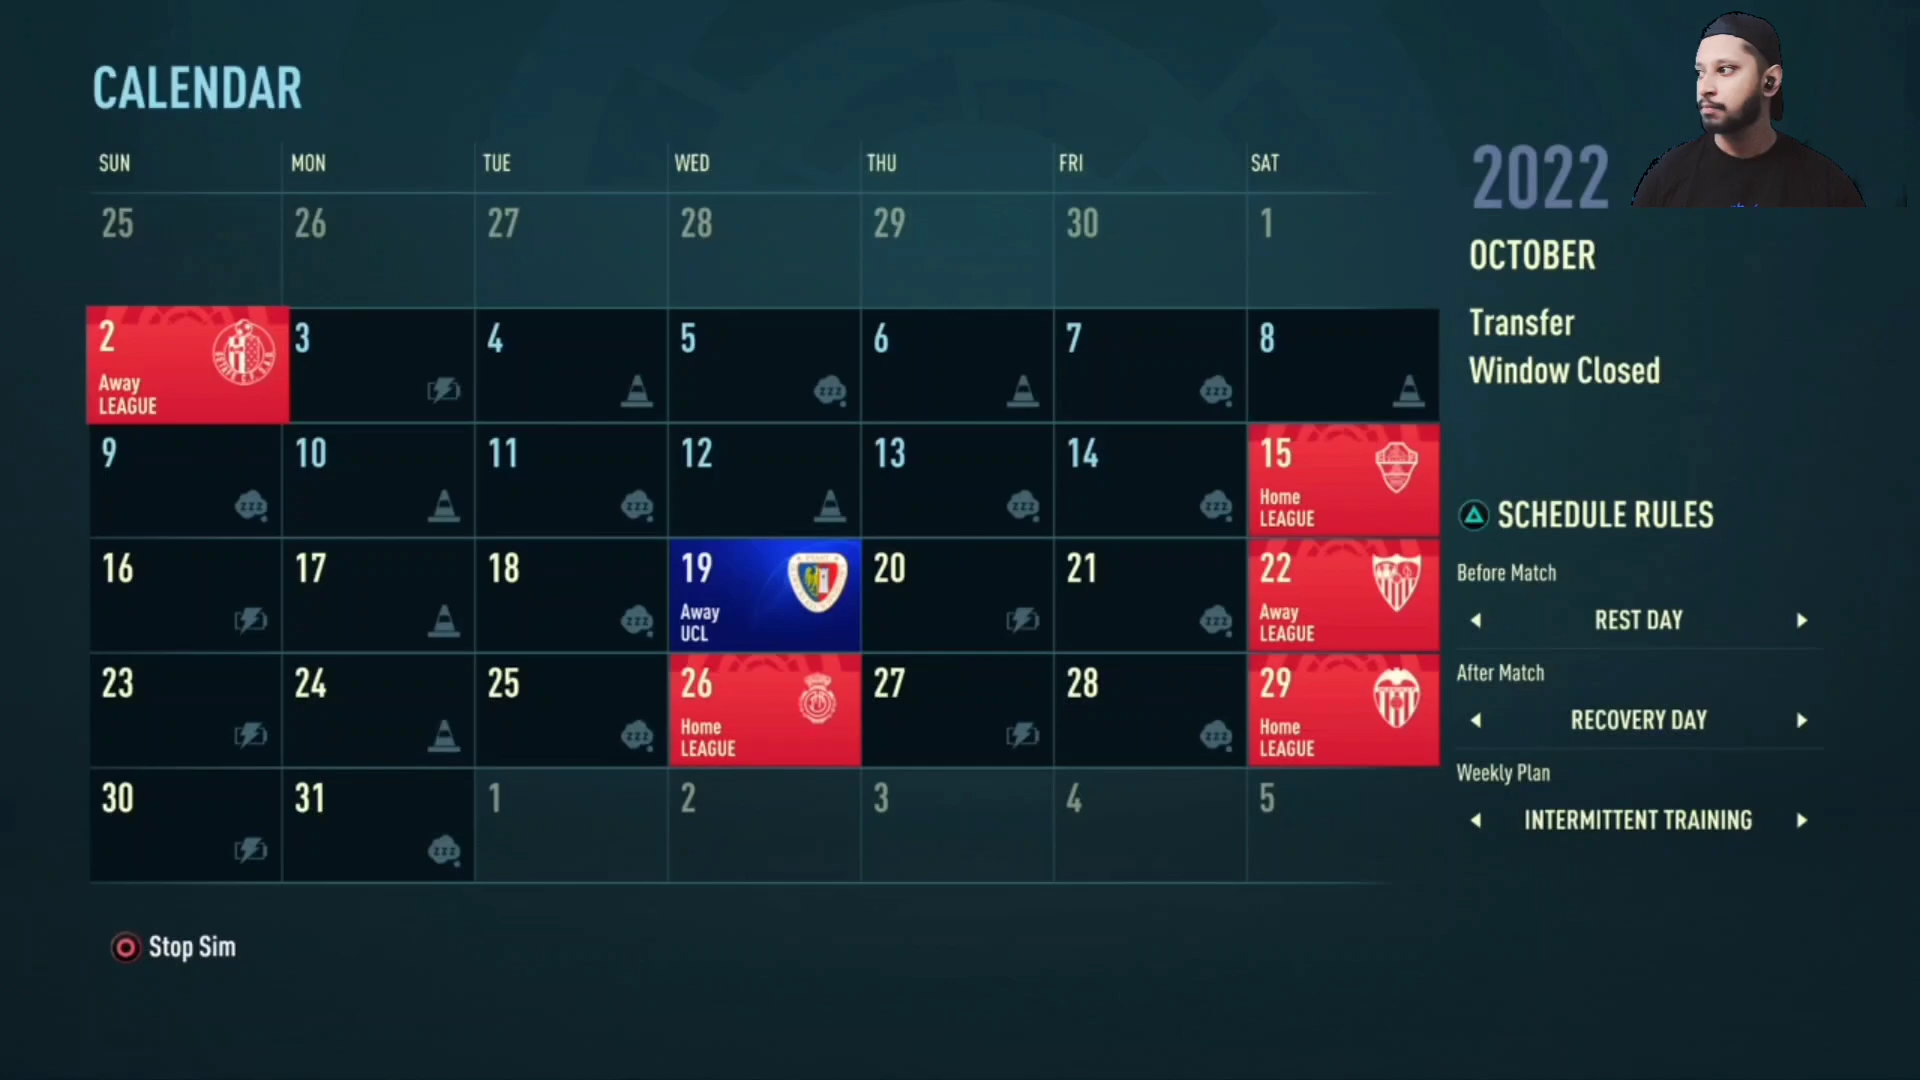 CALENDAR
SUN MON TUE WED THU FRI SAT
25 26 27 28 29 30 1
2 3 4 5 6 7 8
Away
LEAGUE
9 10 11 12 13 14 15
Home
LEAGUE
16 17 18 19 20 21 22
Away Away
UCL LEAGUE
23 24 25 26 27 28 29
Home Home
LEAGUE LEAGUE
30 31 1 2 3 4 5
Stop Sim
2022
OCTOBER
Transfer
Window Closed
SCHEDULE RULES
Before Match
REST DAY
After Match
RECOVERY DAY
Weekly Plan
INTERMITTENT TRAINING